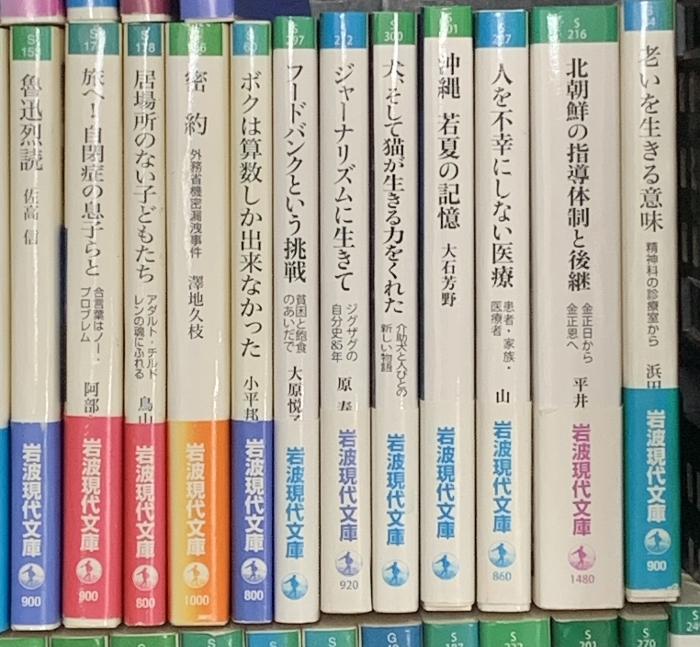 魯迅烈読
佐高信
岩波現代文庫
900
旅へ!自閉症の息子らと
合言葉はノー・
プロブレム
阿部
岩波現代文庫
900
居場所のない子どもたち
アダルト・チルド
レンの魂にふれる
鳥山
岩波現代文庫
800
密約
外務省機密漏洩事件
澤地久枝
岩波現代文庫
1000
ボクは算数しか出来なかった
小平邦
岩波現代文庫
800
フードバンクという挑戦
貧困と飽食
のあいだで
大原悦子
岩波現代文庫
ジャーナリズムに生きて
ジグザグの
自分史85年
原寿
岩波現代文庫
920
S
300
犬、そして猫が生きる力をくれた
介助犬と人びとの
新しい物語
岩波現代文庫
沖縄 若夏の記憶
大石芳野
岩波現代文庫
人を不幸にしない医療
患者・家族・
医療者
山
岩波現代文庫
860
S
216
北朝鮮の指導体制と後継
金正日から
金正恩へ
平井
岩波現代文庫
1480
老いを生きる意味
精神科の診療室から
浜田
岩波現代文庫
900